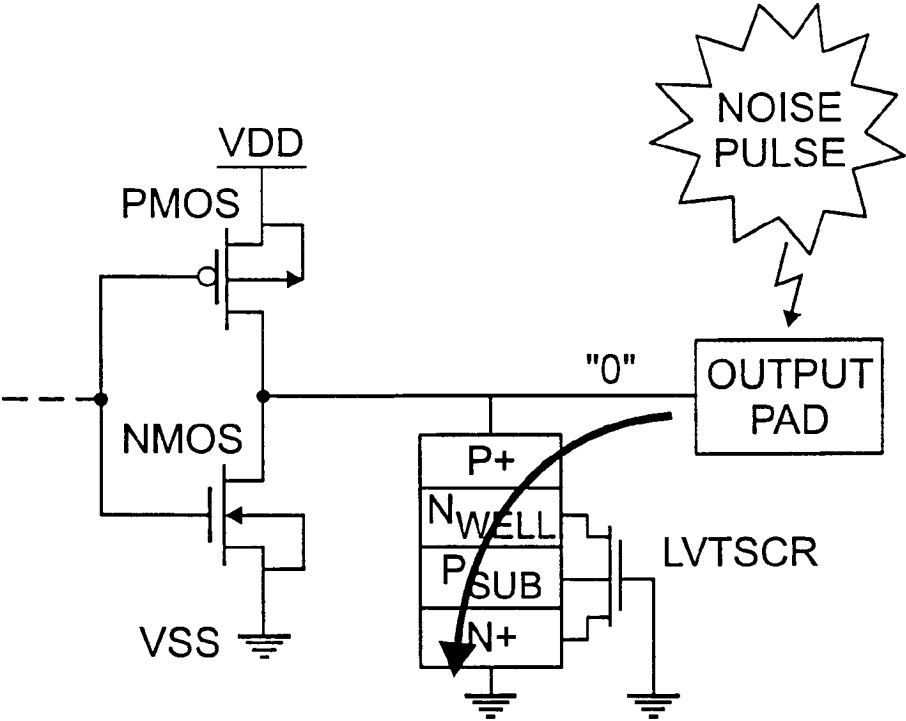 NOISE
PULSE
VDD
PMOS
"0"
OUTPUT
PAD
NMOS
P+
NWELL
LVTSCR
PSUB
N+
VSS